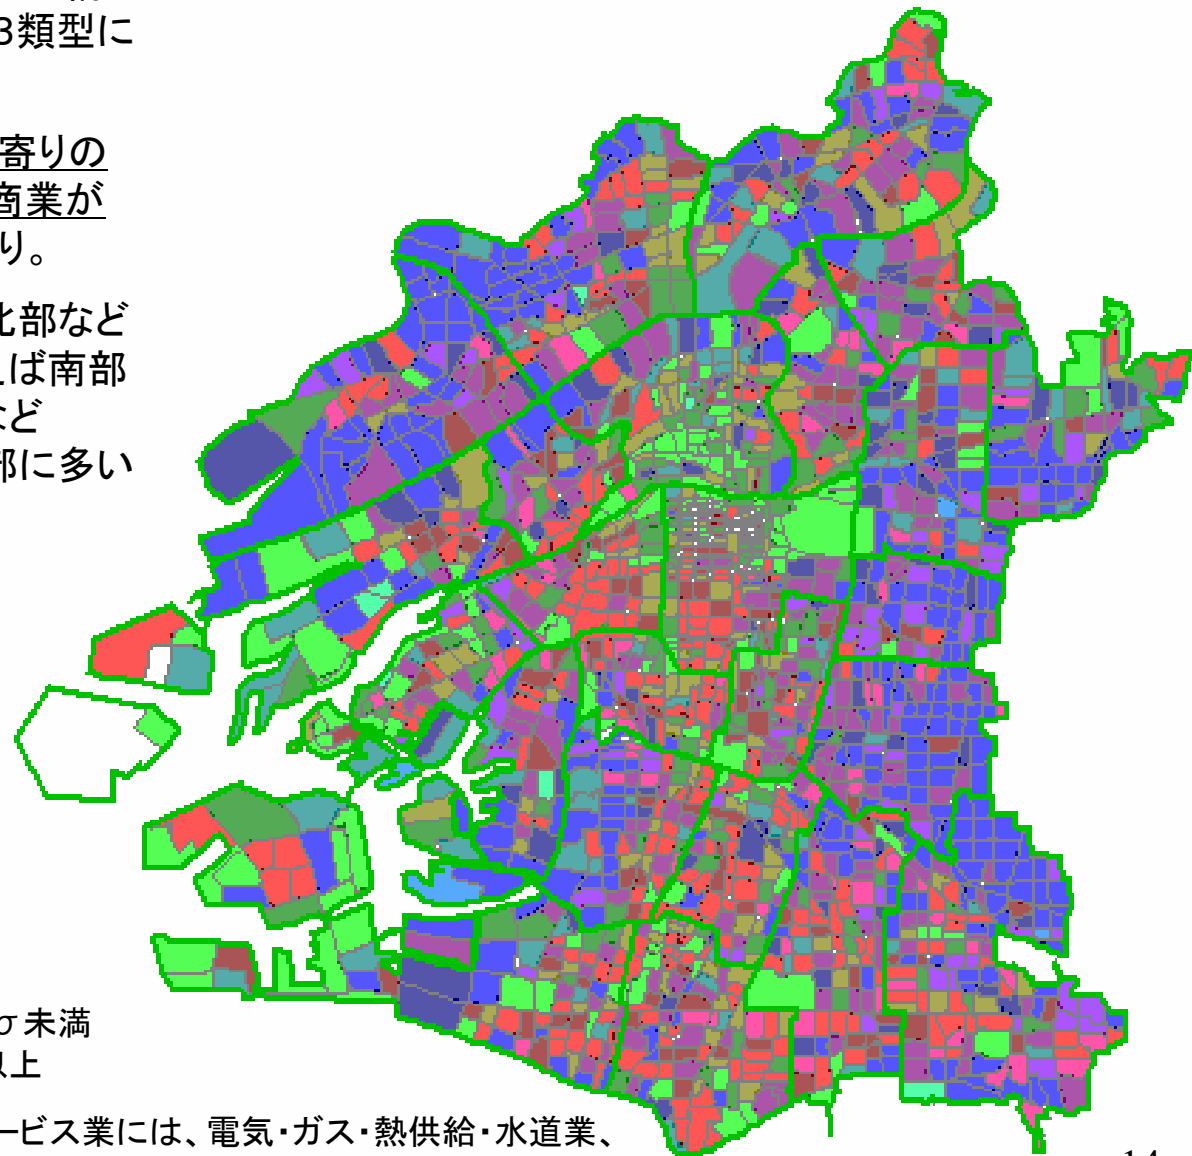 3類型に
寄りの
商業が
り。
北部など
えば南部
など
部に多い
σ未満
以上
ービス業には、電気・ガス・熱供給・水道業、
14